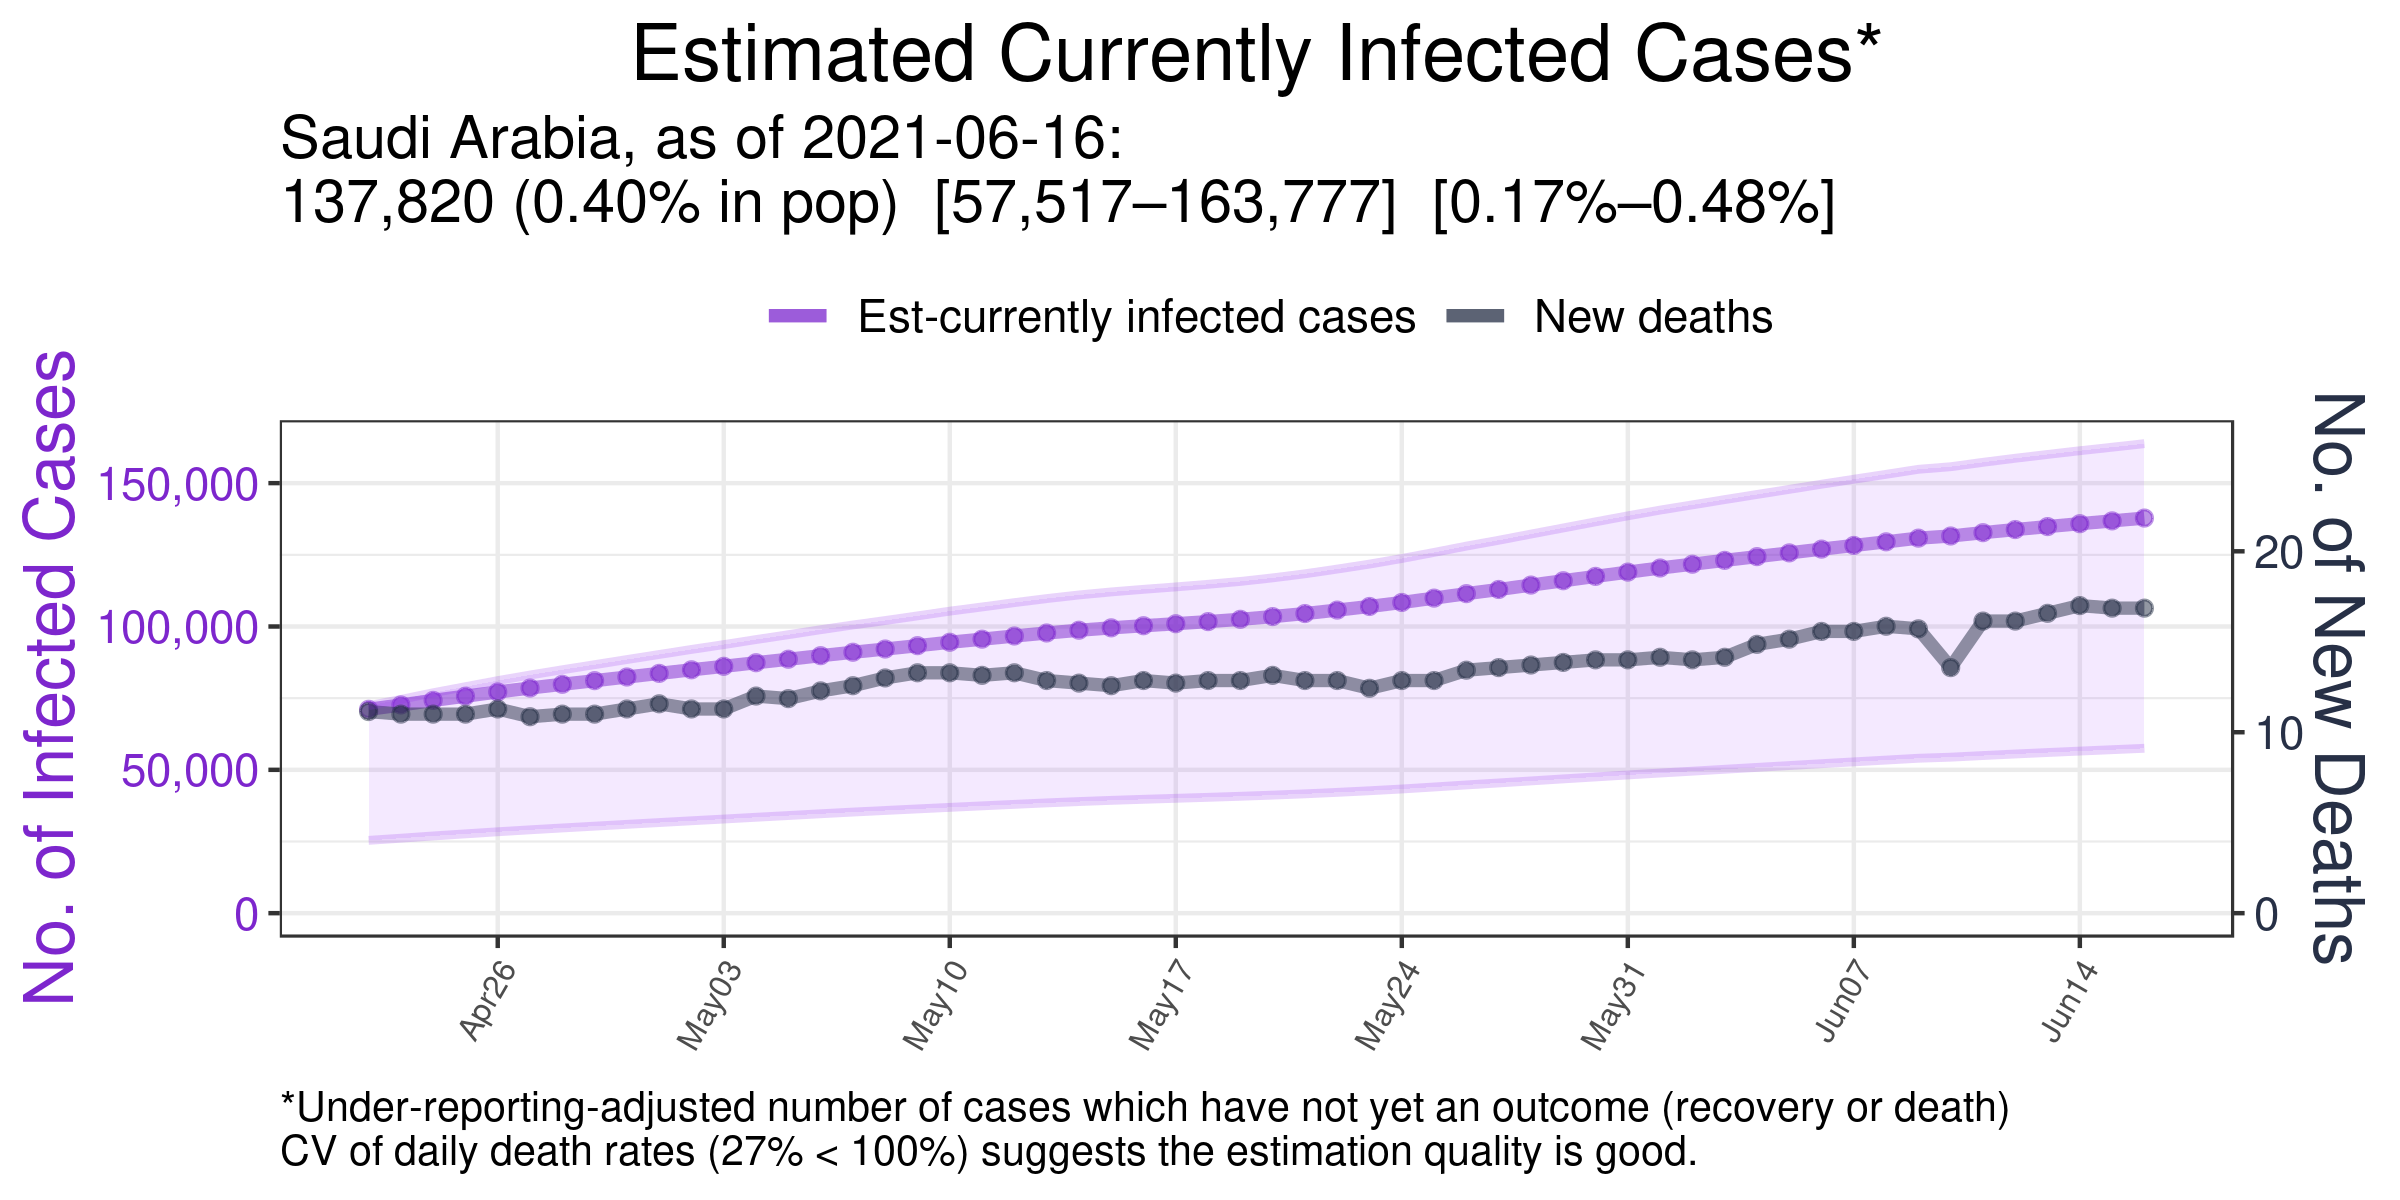 Estimated Currently Infected Cases*
Saudi Arabia, as of 2021-06-16:
137,820 (0.40% in pop)  [57,517–163,777]  [0.17%–0.48%]
Est-currently infected cases
New deaths
No. of Infected Cases
150,000
100,000
50,000
0
No. of New Deaths
20
10
0
Apr26
May03
May10
May17
May24
May31
Jun07
Jun14
*Under-reporting-adjusted number of cases which have not yet an outcome (recovery or death)
CV of daily death rates (27% < 100%) suggests the estimation quality is good.